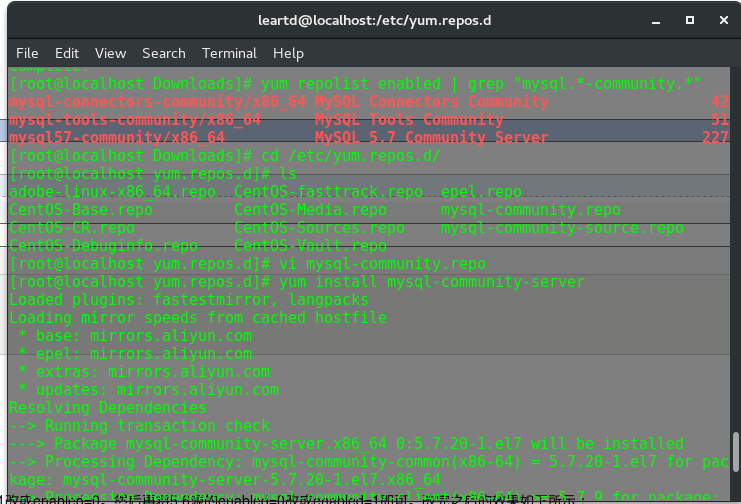 leartd@localhost:/etc/yum.repos.d
File Edit View Search Terminal Help
[root@localhost Downloads]# yum repolist enabled | grep "mysql.*-community.*"
mysql-connectors-community/x86_64 MySQL Connectors Community 42
mysql-tools-community/x86_64 MySQL Tools Community 51
mysql57-community/x86_64 MySQL 5.7 Community Server 227
[root@localhost Downloads]# cd /etc/yum.repos.d/
[root@localhost yum.repos.d]# ls
adobe-linux-x86_64.repo CentOS-fasttrack.repo epel.repo
CentOS-Base.repo CentOS-Media.repo mysql-community.repo
CentOS-CR.repo CentOS-Sources.repo mysql-community-source.repo
CentOS-Debuginfo.repo CentOS-Vault.repo
[root@localhost yum.repos.d]# vi mysql-community.repo
[root@localhost yum.repos.d]# yum install mysql-community-server
Loaded plugins: fastestmirror, langpacks
Loading mirror speeds from cached hostfile
* base: mirrors.aliyun.com
* epel: mirrors.aliyun.com
* extras: mirrors.aliyun.com
* updates: mirrors.aliyun.com
Resolving Dependencies
--> Running transaction check
---> Package mysql-community-server.x86_64 0:5.7.20-1.el7 will be installed
--> Processing Dependency: mysql-community-common(x86-64) = 5.7.20-1.el7 for pac
kage: mysql-community-server-5.7.20-1.el7.x86_64